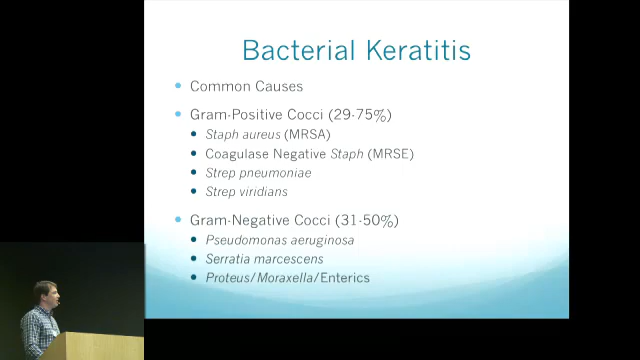 Bacterial Keratitis
Common Causes
Gram-Positive Cocci (29-75%)
Staph aureus (MRSA)
Coagulase Negative Staph (MRSE)
Strep pneumoniae
Strep viridians
Gram-Negative Cocci (31-50%)
Pseudomonas aeruginosa
Serratia marcescens
Proteus/Moraxella/Enterics